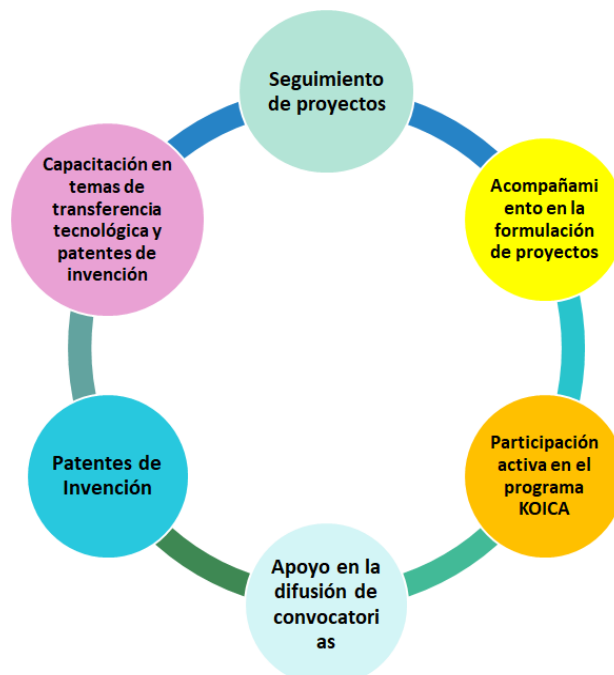 Seguimiento
de proyectos
Acompañami
ento en la
formulación
de proyectos
Participación
activa en el
programa
KOICA
Apoyo en la
difusión de
convocatori
as
Patentes de
Invención
Capacitación en
temas de
transferencia
tecnológica y
patentes de
invención